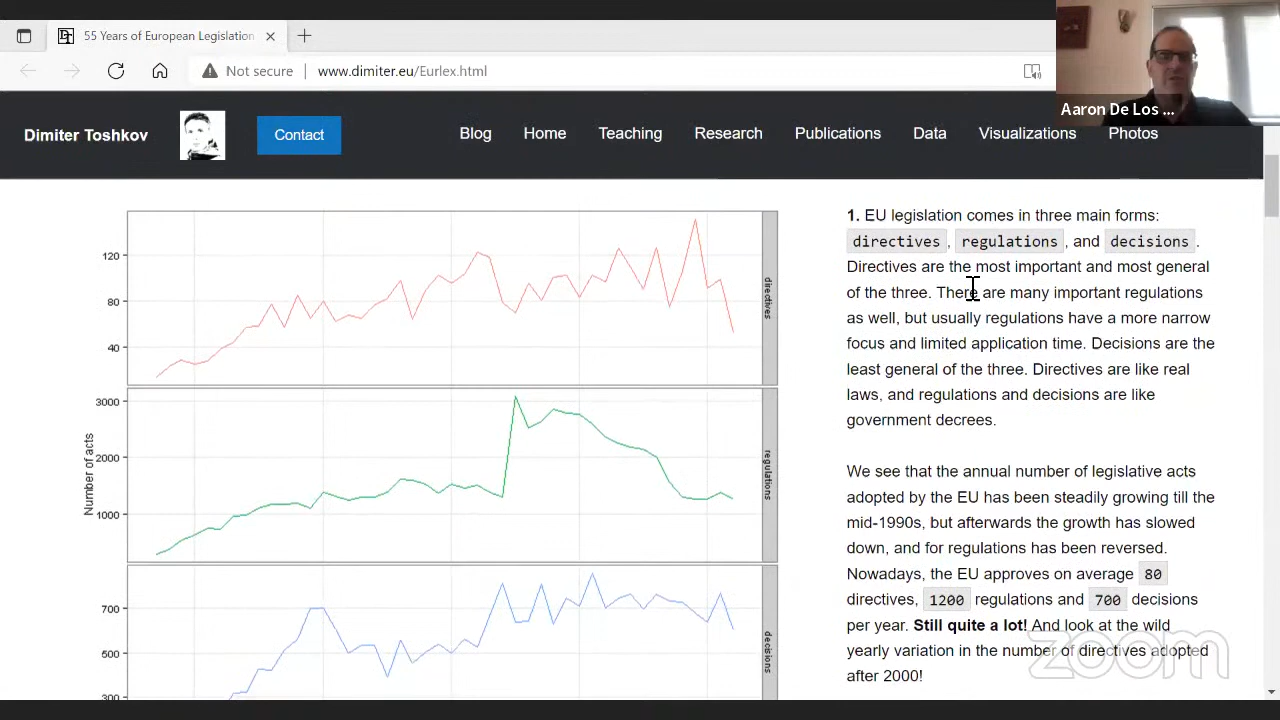 55 Years of European Legislation
Not secure
www.dimiter.eu/Eurlex.html
Aaron De Los ...
Dimiter Toshkov
Contact
Blog
Home
Teaching
Research
Publications
Data
Visualizations
Photos
120
80
40
directives
3000
2000
1000
regulations
Number of acts
700
500
300
decisions
1. EU legislation comes in three main forms:
directives, regulations, and decisions.
Directives are the most important and most general
of the three. There are many important regulations
as well, but usually regulations have a more narrow
focus and limited application time. Decisions are the
least general of the three. Directives are like real
laws, and regulations and decisions are like
government decrees.
We see that the annual number of legislative acts
adopted by the EU has been steadily growing till the
mid-1990s, but afterwards the growth has slowed
down, and for regulations has been reversed.
Nowadays, the EU approves on average 80
directives, 1200 regulations and 700 decisions
per year. Still quite a lot! And look at the wild
yearly variation in the number of directives adopted
after 2000!
zoom